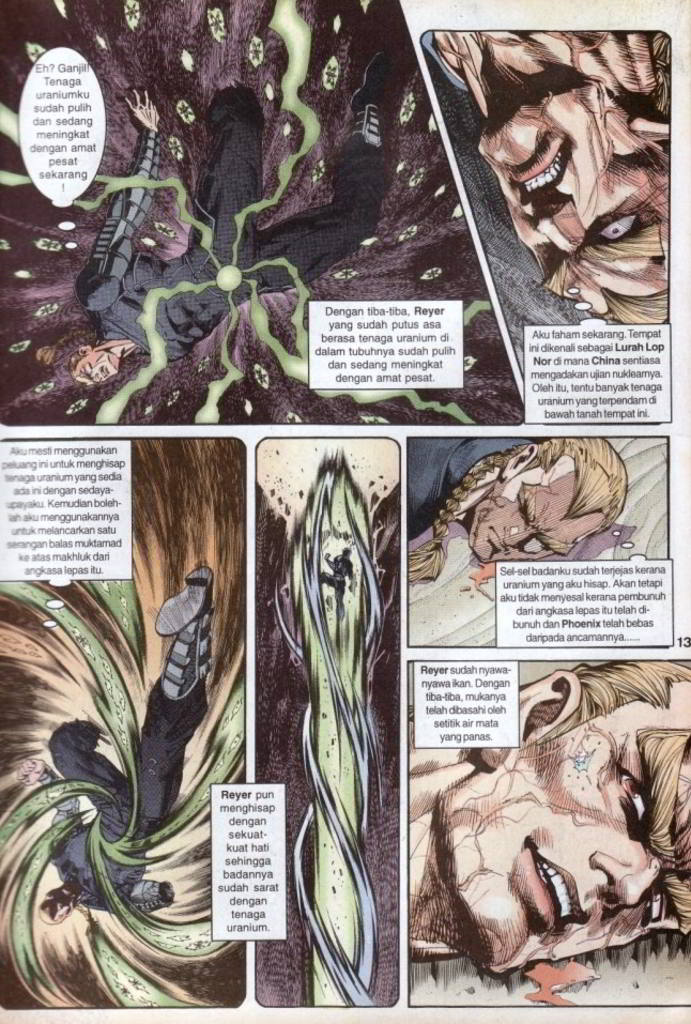 Eh? Ganjil!
Tenaga
uraniumku
sudah pulih
dan sedang
meningkat
dengan amat
pesat
sekarang
!
Dengan tiba-tiba, Reyer
yang sudah putus asa
berasa tenaga uranium di
dalam tubuhnya sudah pulih
dan sedang meningkat
dengan amat pesat.
Aku faham sekarang. Tempat
ini dikenali sebagai Lurah Lop
Nor di mana China sentiasa
mengadakan ujian nuklearnya.
Oleh itu, tentu banyak tenaga
uranium yang terpendam di
bawah tanah tempat ini.
Aku mesti menggunakan
peluang ini untuk menghisap
tenaga uranium yang sedia
ada ini dengan sedaya-
upayaku. Kemudian boleh-
lah aku menggunakannya
untuk melancarkan satu
serangan balas muktamad
ke atas makhluk dari
angkasa lepas itu.
Reyer pun
menghisap
dengan
sekuat-
kuat hati
sehingga
badannya
sudah sarat
dengan
tenaga
uranium.
Sel-sel badanku sudah terjejas kerana
uranium yang aku hisap. Akan tetapi
aku tidak menyesal kerana pembunuh
dari angkasa lepas itu telah di-
bunuh dan Phoenix telah bebas
daripada ancamannya......
13
Reyer sudah nyawa-
nyawa ikan. Dengan
tiba-tiba, mukanya
telah dibasahi oleh
setitik air mata
yang panas.